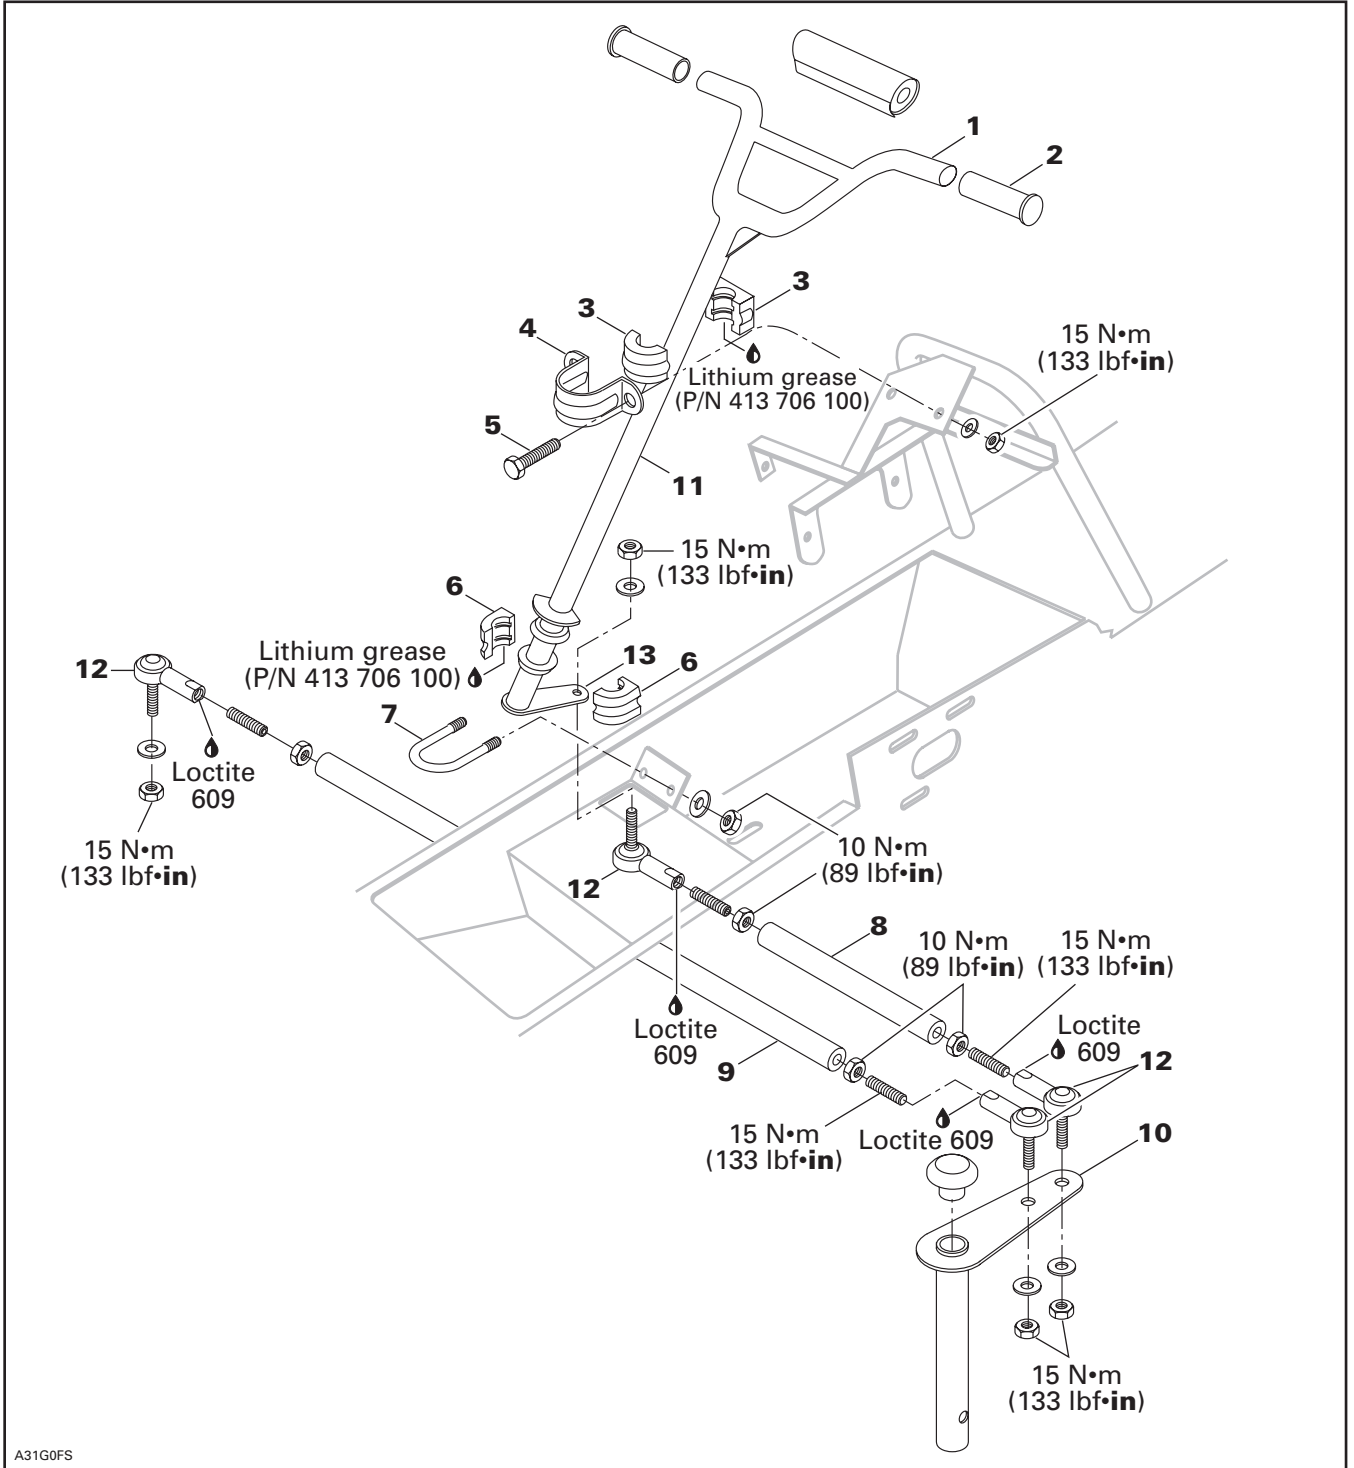 1
2
3
3
4
15 N•m
(133 lbf•in)
Lithium grease
(P/N 413 706 100)
5
11
15 N•m
(133 lbf•in)
6
Lithium grease
(P/N 413 706 100)
13
6
12
7
Loctite
609
15 N•m
(133 lbf•in)
10 N•m
(89 lbf•in)
12
8
10 N•m
(89 lbf•in)
15 N•m
(133 lbf•in)
Loctite
609
Loctite
609
12
9
15 N•m
(133 lbf•in)
Loctite 609
10
15 N•m
(133 lbf•in)
A31G0FS